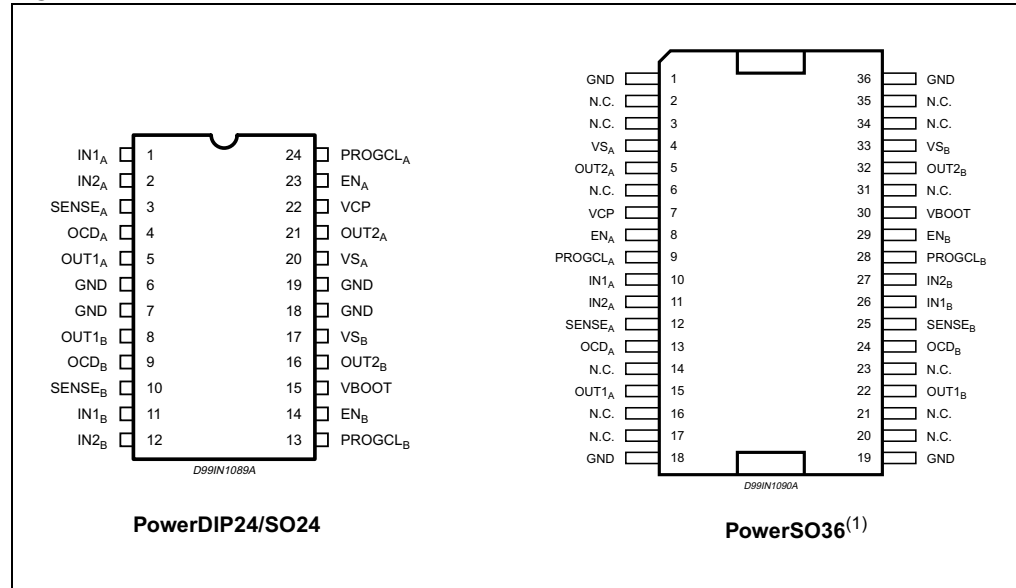 IN1A 1 24 PROGCLA
IN2A 2 23 ENA
SENSEA 3 22 VCP
OCDA 4 21 OUT2A
OUT1A 5 20 VSA
GND 6 19 GND
GND 7 18 GND
OUT1B 8 17 VSB
OCDB 9 16 OUT2B
SENSEB 10 15 VBOOT
IN1B 11 14 ENB
IN2B 12 13 PROGCLB
D99IN1089A
PowerDIP24/SO24
GND 1 36 GND
N.C. 2 35 N.C.
N.C. 3 34 N.C.
VSA 4 33 VSB
OUT2A 5 32 OUT2B
N.C. 6 31 N.C.
VCP 7 30 VBOOT
ENA 8 29 ENB
PROGCLA 9 28 PROGCLB
IN1A 10 27 IN2B
IN2A 11 26 IN1B
SENSEA 12 25 SENSEB
OCDA 13 24 OCDB
N.C. 14 23 N.C.
OUT1A 15 22 OUT1B
N.C. 16 21 N.C.
N.C. 17 20 N.C.
GND 18 19 GND
D99IN1090A
PowerSO36(1)